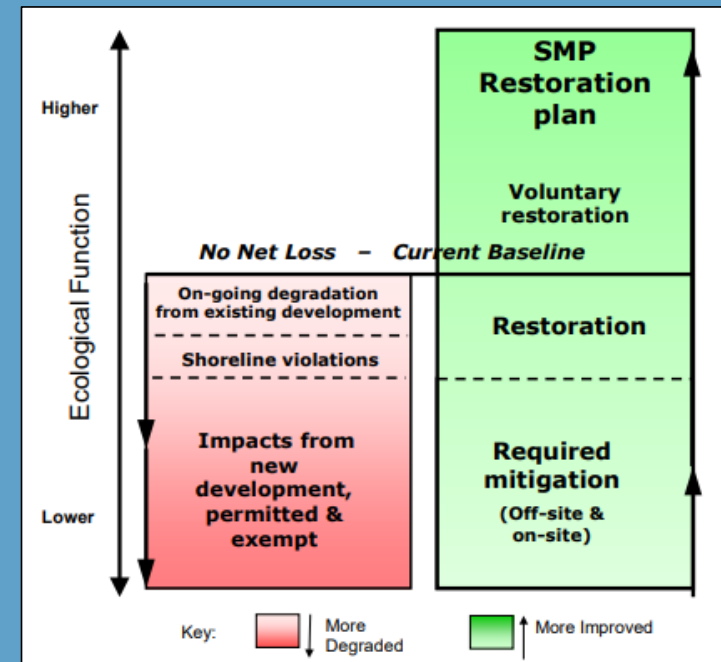 Ecological Function
Higher
Lower
SMP
Restoration
plan
Voluntary
restoration
No Net Loss – Current Baseline
On-going degradation
from existing development
Shoreline violations
Impacts from
new
development,
permitted &
exempt
Restoration
Required
mitigation
(Off-site &
on-site)
Key:
More
Degraded
More Improved